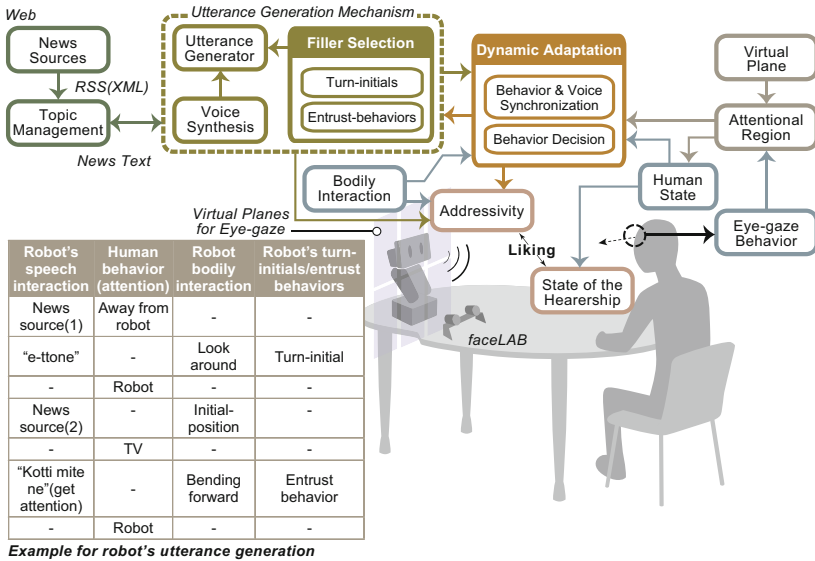 Web
News
Sources
RSS(XML)
Topic
Management
News Text
Utterance Generation Mechanism
Utterance
Generator
Voice
Synthesis
Filler Selection
Turn-initials
Entrust-behaviors
Dynamic Adaptation
Behavior & Voice
Synchronization
Behavior Decision
Virtual
Plane
Attentional
Region
Human
State
Eye-gaze
Behavior
Bodily
Interaction
Addressivity
Virtual Planes
for Eye-gaze
Liking
State of the
Hearership
faceLAB
Robot's speech interaction | Human behavior (attention) | Robot bodily interaction | Robot's turn-initials/entrust behaviors
News source(1) | Away from robot | - | -
“e-ttone” | - | Look around | Turn-initial
- | Robot | - | -
News source(2) | - | Initial-position | -
- | TV | - | -
“Kotti mite ne”(get attention) | - | Bending forward | Entrust behavior
- | Robot | - | -
Example for robot's utterance generation